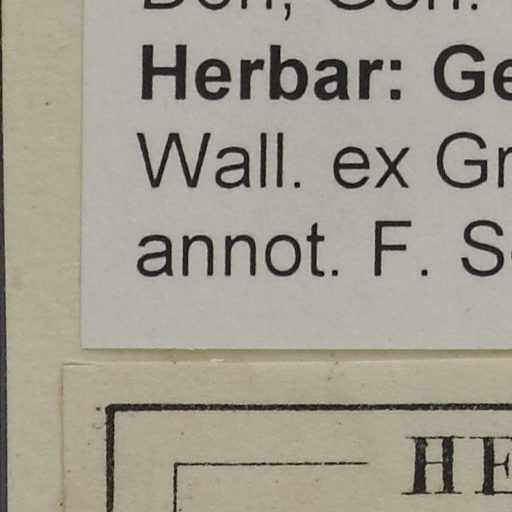 Herbar: Ge
Wall. ex Gr
annot. F. S
HE